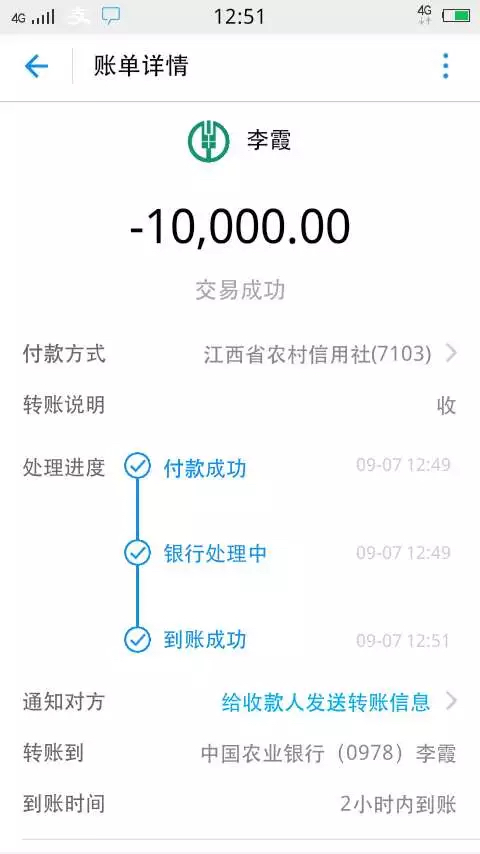 4G 支 12:51 4G
账单详情
李霞
-10,000.00
交易成功
付款方式 江西省农村信用社(7103)
转账说明 收
处理进度 付款成功 09-07 12:49
银行处理中 09-07 12:49
到账成功 09-07 12:51
通知对方 给收款人发送转账信息
转账到 中国农业银行（0978）李霞
到账时间 2小时内到账